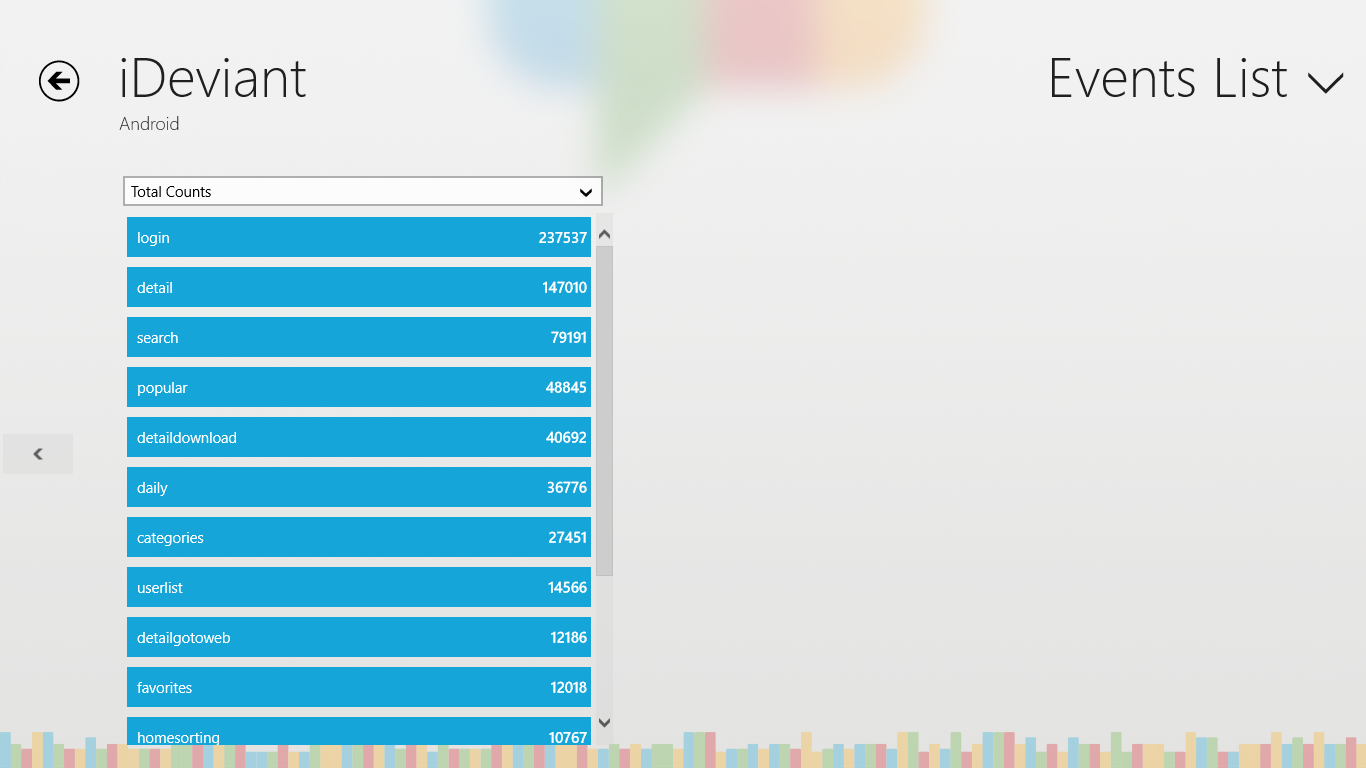 iDeviant
Android
Events List
Total Counts
login 237537
detail 147010
search 79191
popular 48845
detaildownload 40692
daily 36776
categories 27451
userlist 14566
detailgotoweb 12186
favorites 12018
homesorting 10767